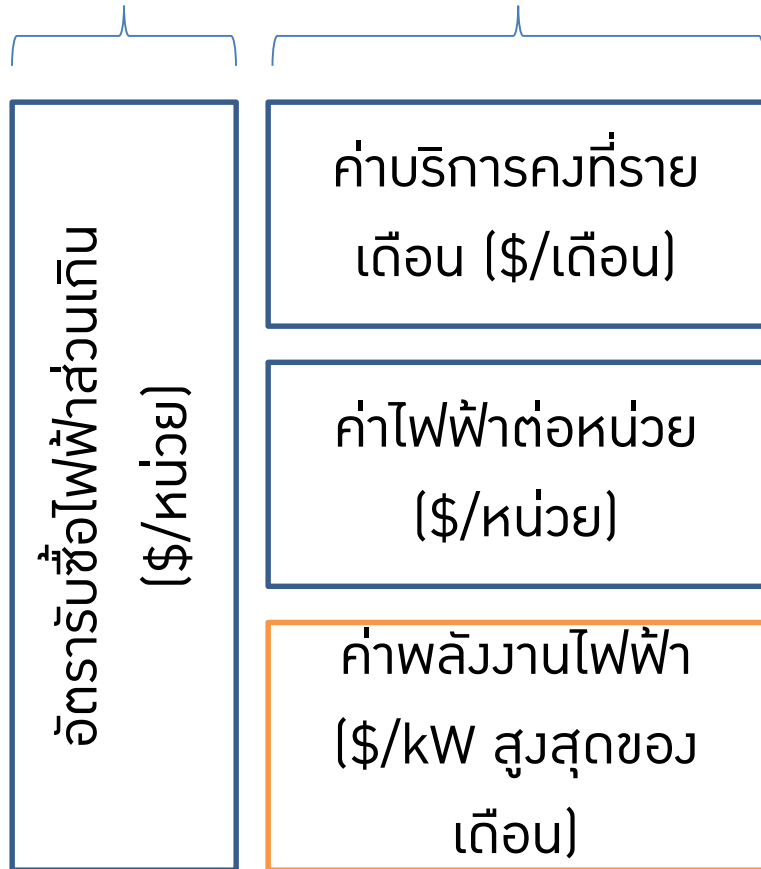 อัตรารับซื้อไฟฟ้าส่วนเกิน
($/หน่วย)
ค่าบริการคงที่ราย
เดือน ($/เดือน)
ค่าไฟฟ้าต่อหน่วย
($/หน่วย)
ค่าพลังงานไฟฟ้า
($/kW สูงสุดของ
เดือน)